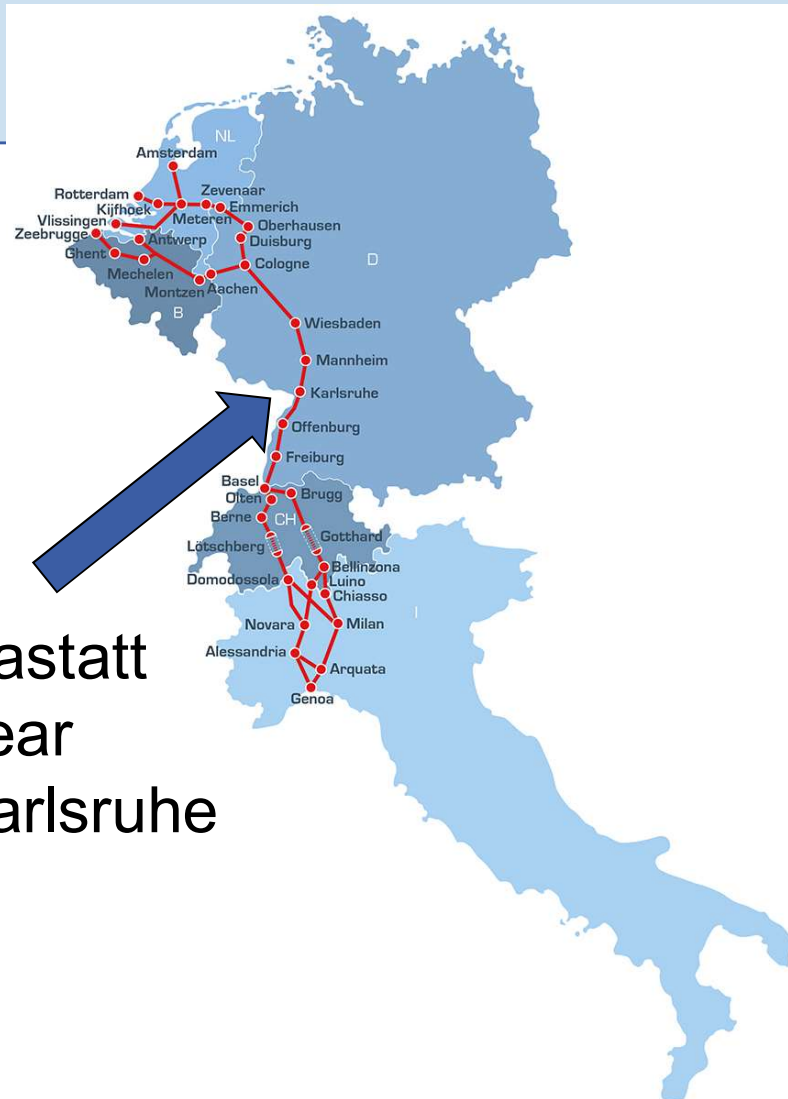 NL
Amsterdam
Rotterdam
Zevenaar
Kijfhoek
Emmerich
Vlissingen
Meteren
Oberhausen
Zeebrugge
Antwerp
Duisburg
Ghent
Cologne
D
Mechelen
Montzen
Aachen
B
Wiesbaden
Mannheim
Karlsruhe
Offenburg
Freiburg
Basel
Olten
Brugg
Berne
CH
Gotthard
Lötschberg
Bellinzona
Domodossola
Luino
Chiasso
I
Novara
Milan
Alessandria
Arquata
Genoa
astatt
ear
arlsruhe